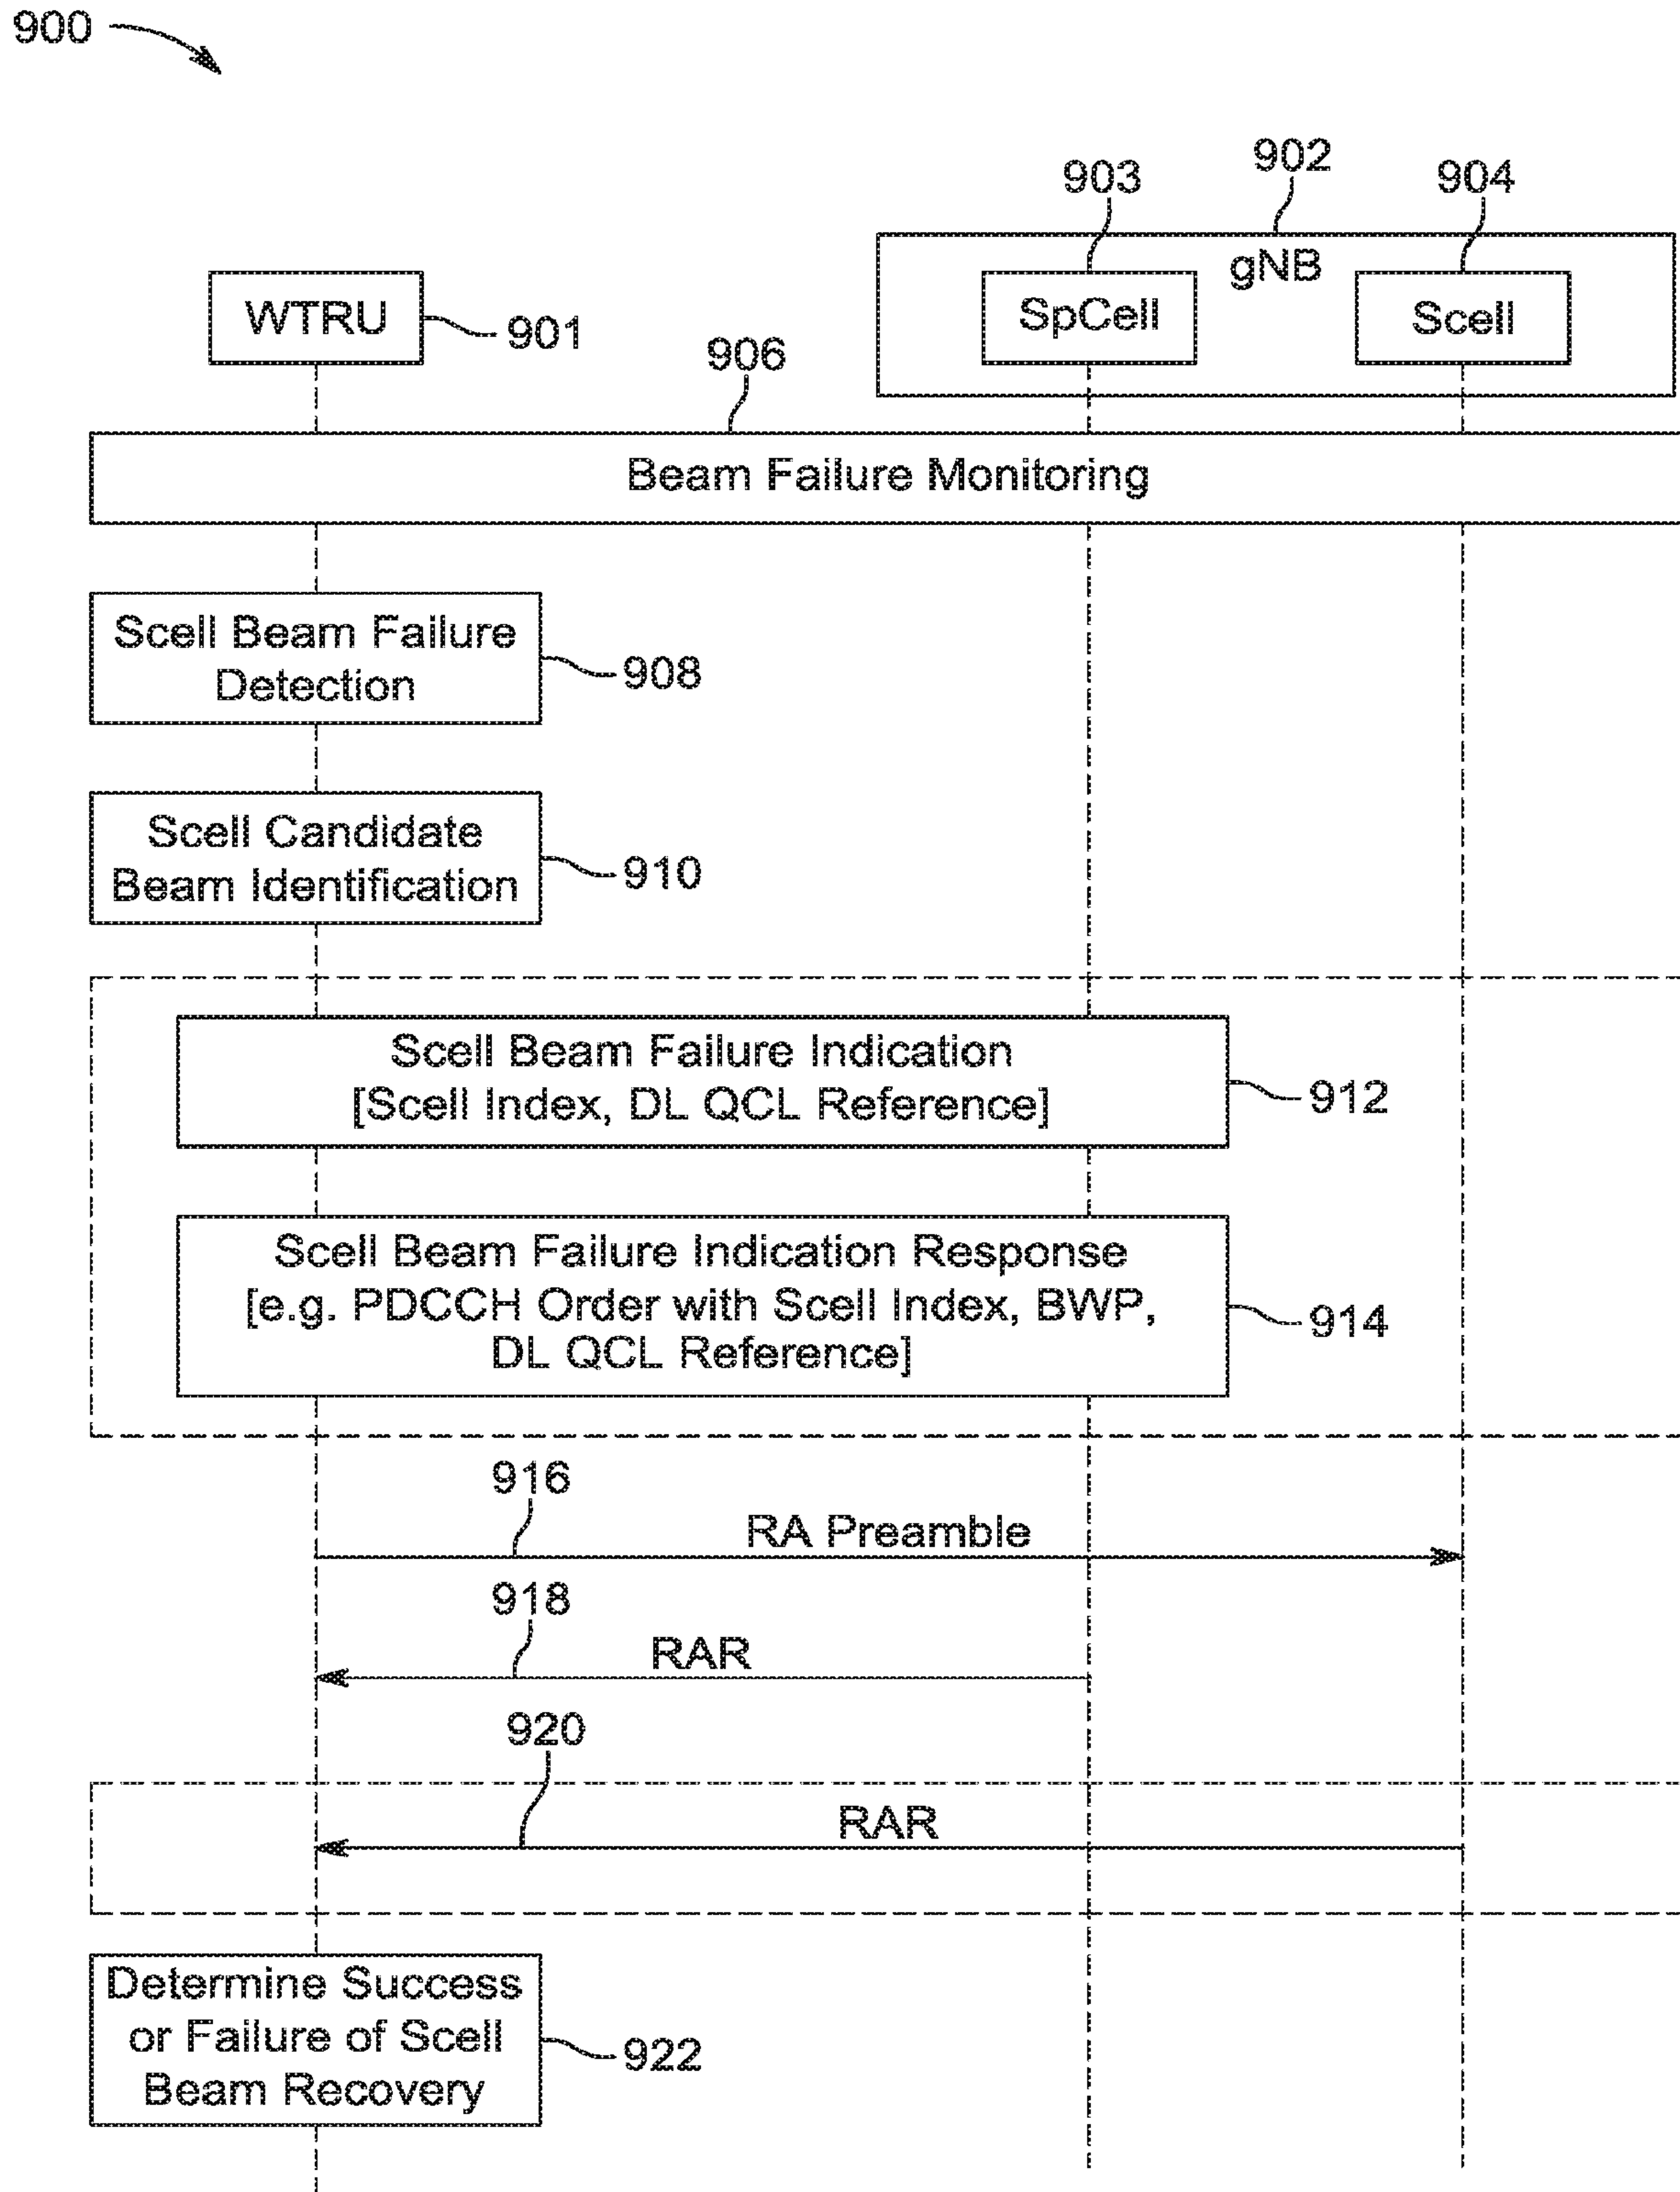 900
902
903
904
gNB
WTRU
901
SpCell
Scell
906
Beam Failure Monitoring
Scell Beam Failure
Detection
908
Scell Candidate
Beam Identification
910
Scell Beam Failure Indication
[Scell Index, DL QCL Reference]
912
Scell Beam Failure Indication Response
[e.g. PDCCH Order with Scell Index, BWP,
DL QCL Reference]
914
916
RA Preamble
918
RAR
920
RAR
Determine Success
or Failure of Scell
Beam Recovery
922